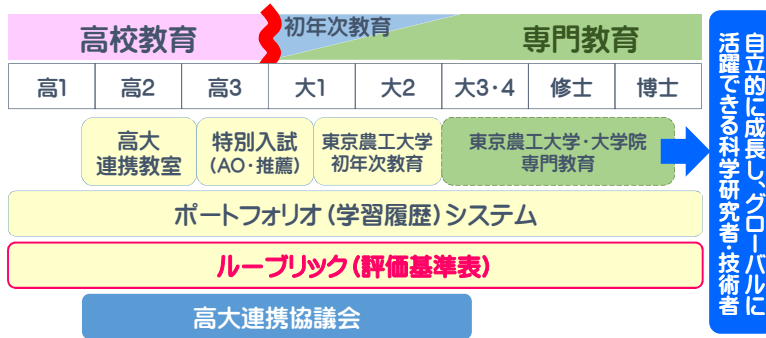 高校教育
初年次教育
専門教育
高1
高2
高3
大1
大2
大3・4
修士
博士
高大
連携教室
特別入試
(AO・推薦)
東京農工大学
初年次教育
東京農工大学・大学院
専門教育
ポートフォリオ(学習履歴)システム
ルーブリック(評価基準表)
高大連携協議会
自立的に成長し、グローバルに
活躍できる科学研究者・技術者